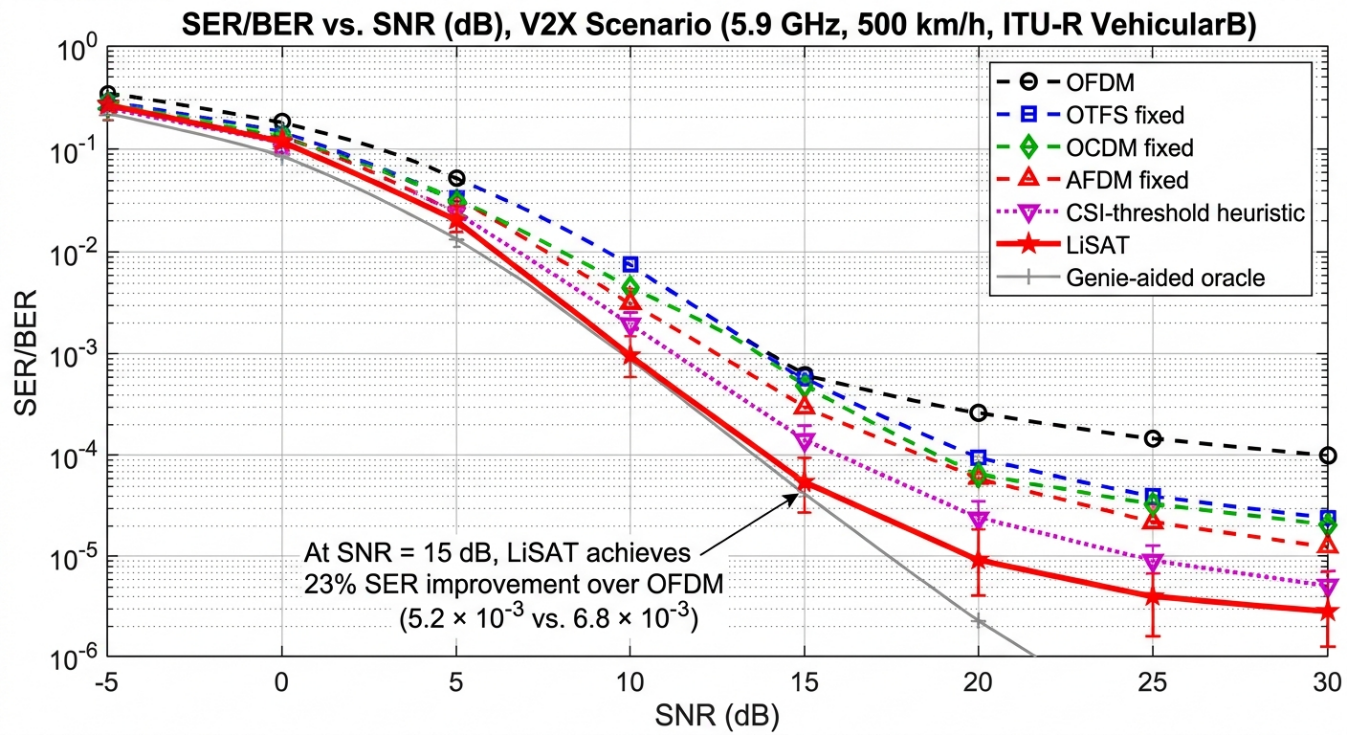 SER/BER vs. SNR (dB), V2X Scenario (5.9 GHz, 500 km/h, ITU-R VehicularB)
10⁰
10⁻¹
10⁻²
10⁻³
10⁻⁴
10⁻⁵
10⁻⁶
SER/BER
OFDM
OTFS fixed
OCDM fixed
AFDM fixed
CSI-threshold heuristic
LiSAT
Genie-aided oracle
At SNR = 15 dB, LiSAT achieves
23% SER improvement over OFDM
(5.2 × 10⁻³ vs. 6.8 × 10⁻³)
-5 0 5 10 15 20 25 30
SNR (dB)